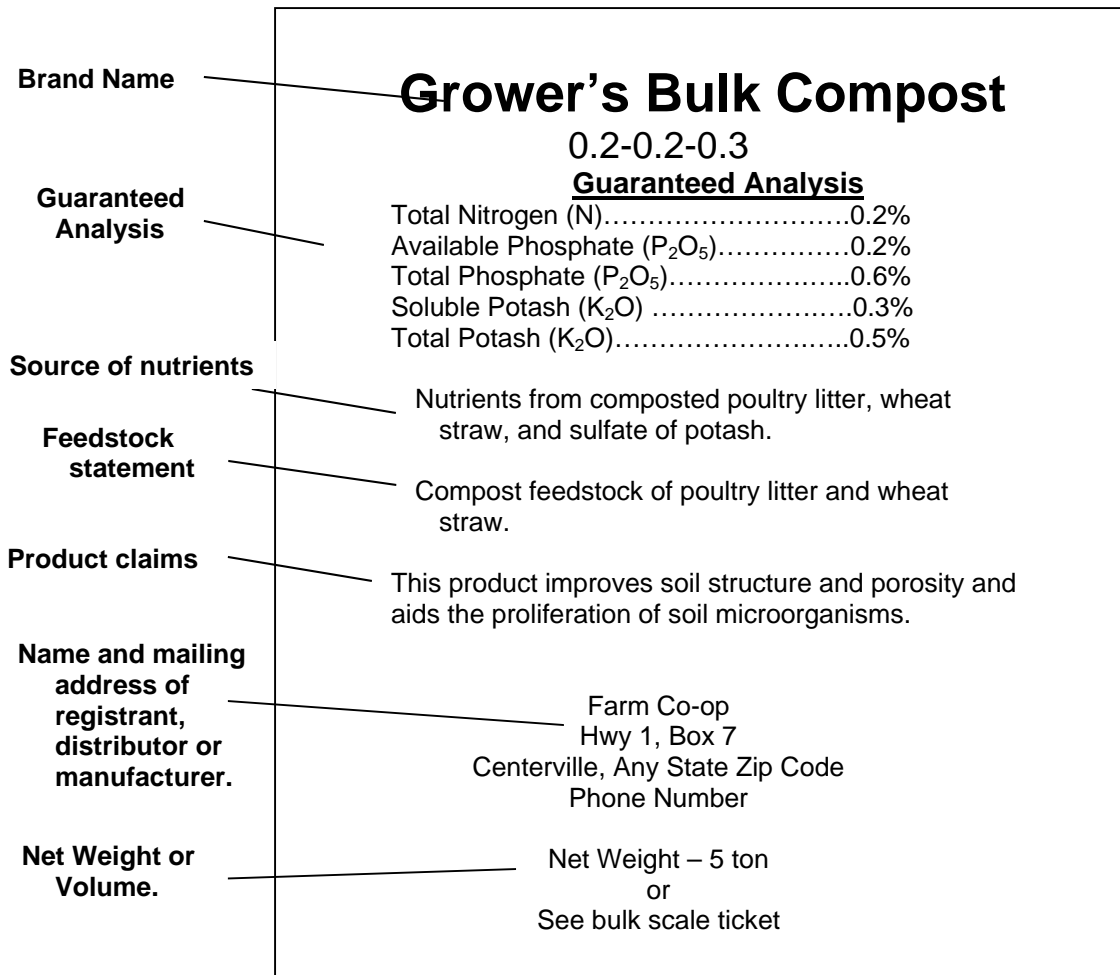 Brand Name
Grower’s Bulk Compost
0.2-0.2-0.3
Guaranteed Analysis
Guaranteed
Analysis
Total Nitrogen (N)……………………….0.2%
Available Phosphate (P₂O₅)……………0.2%
Total Phosphate (P₂O₅)……………….…..0.6%
Soluble Potash (K₂O) ……………….….0.3%
Total Potash (K₂O)………………….…..0.5%
Source of nutrients
Nutrients from composted poultry litter, wheat
straw, and sulfate of potash.
Feedstock
statement
Compost feedstock of poultry litter and wheat
straw.
Product claims
This product improves soil structure and porosity and
aids the proliferation of soil microorganisms.
Name and mailing
address of
registrant,
distributor or
manufacturer.
Farm Co-op
Hwy 1, Box 7
Centerville, Any State Zip Code
Phone Number
Net Weight or
Volume.
Net Weight – 5 ton
or
See bulk scale ticket